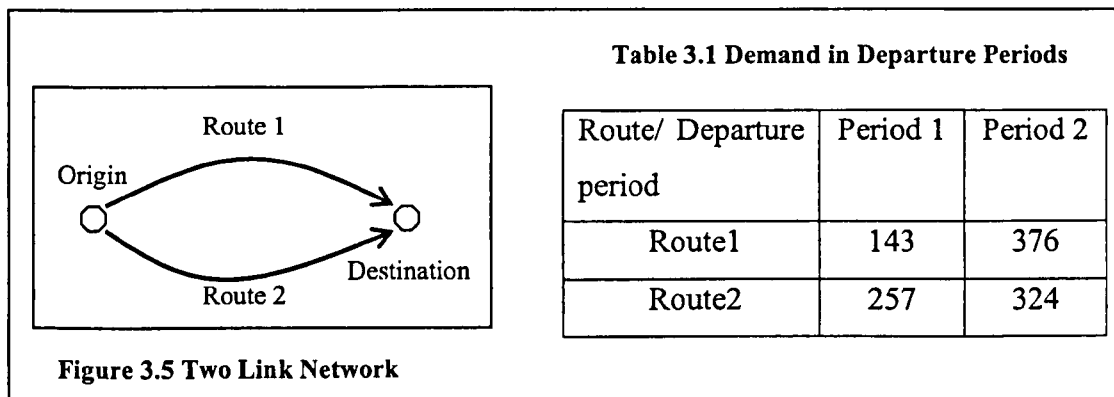 Table 3.1 Demand in Departure Periods
Route 1
Origin
Destination
Route 2
Figure 3.5 Two Link Network
Route/ Departure Period 1 Period 2
period
Route1 143 376
Route2 257 324